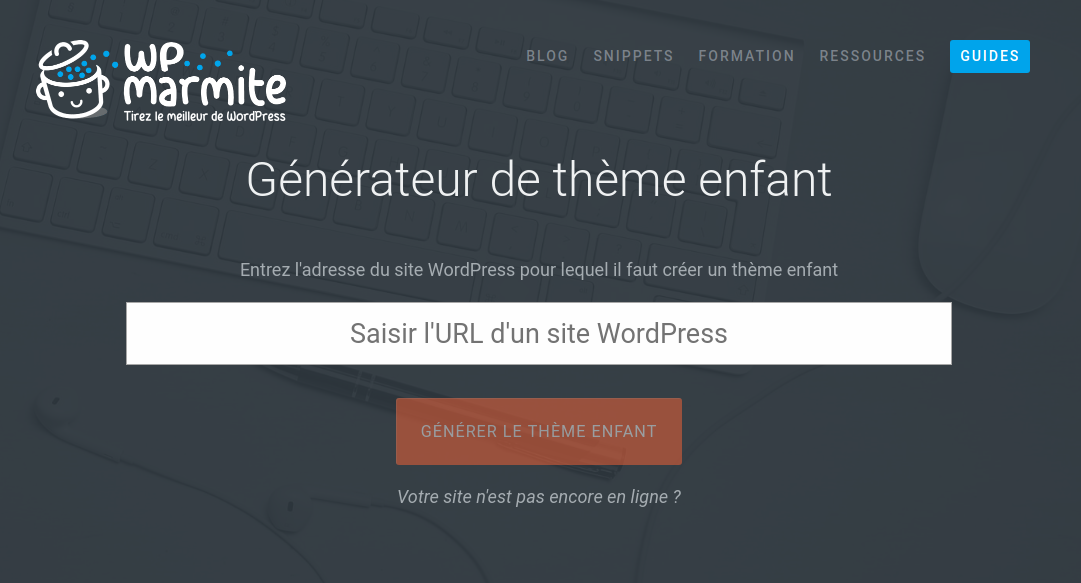 WP
marmite
Tirez le meilleur de WordPress
BLOG SNIPPETS FORMATION RESSOURCES GUIDES
Générateur de thème enfant
Entrez l'adresse du site WordPress pour lequel il faut créer un thème enfant
Saisir l'URL d'un site WordPress
GÉNÉRER LE THÈME ENFANT
Votre site n'est pas encore en ligne ?